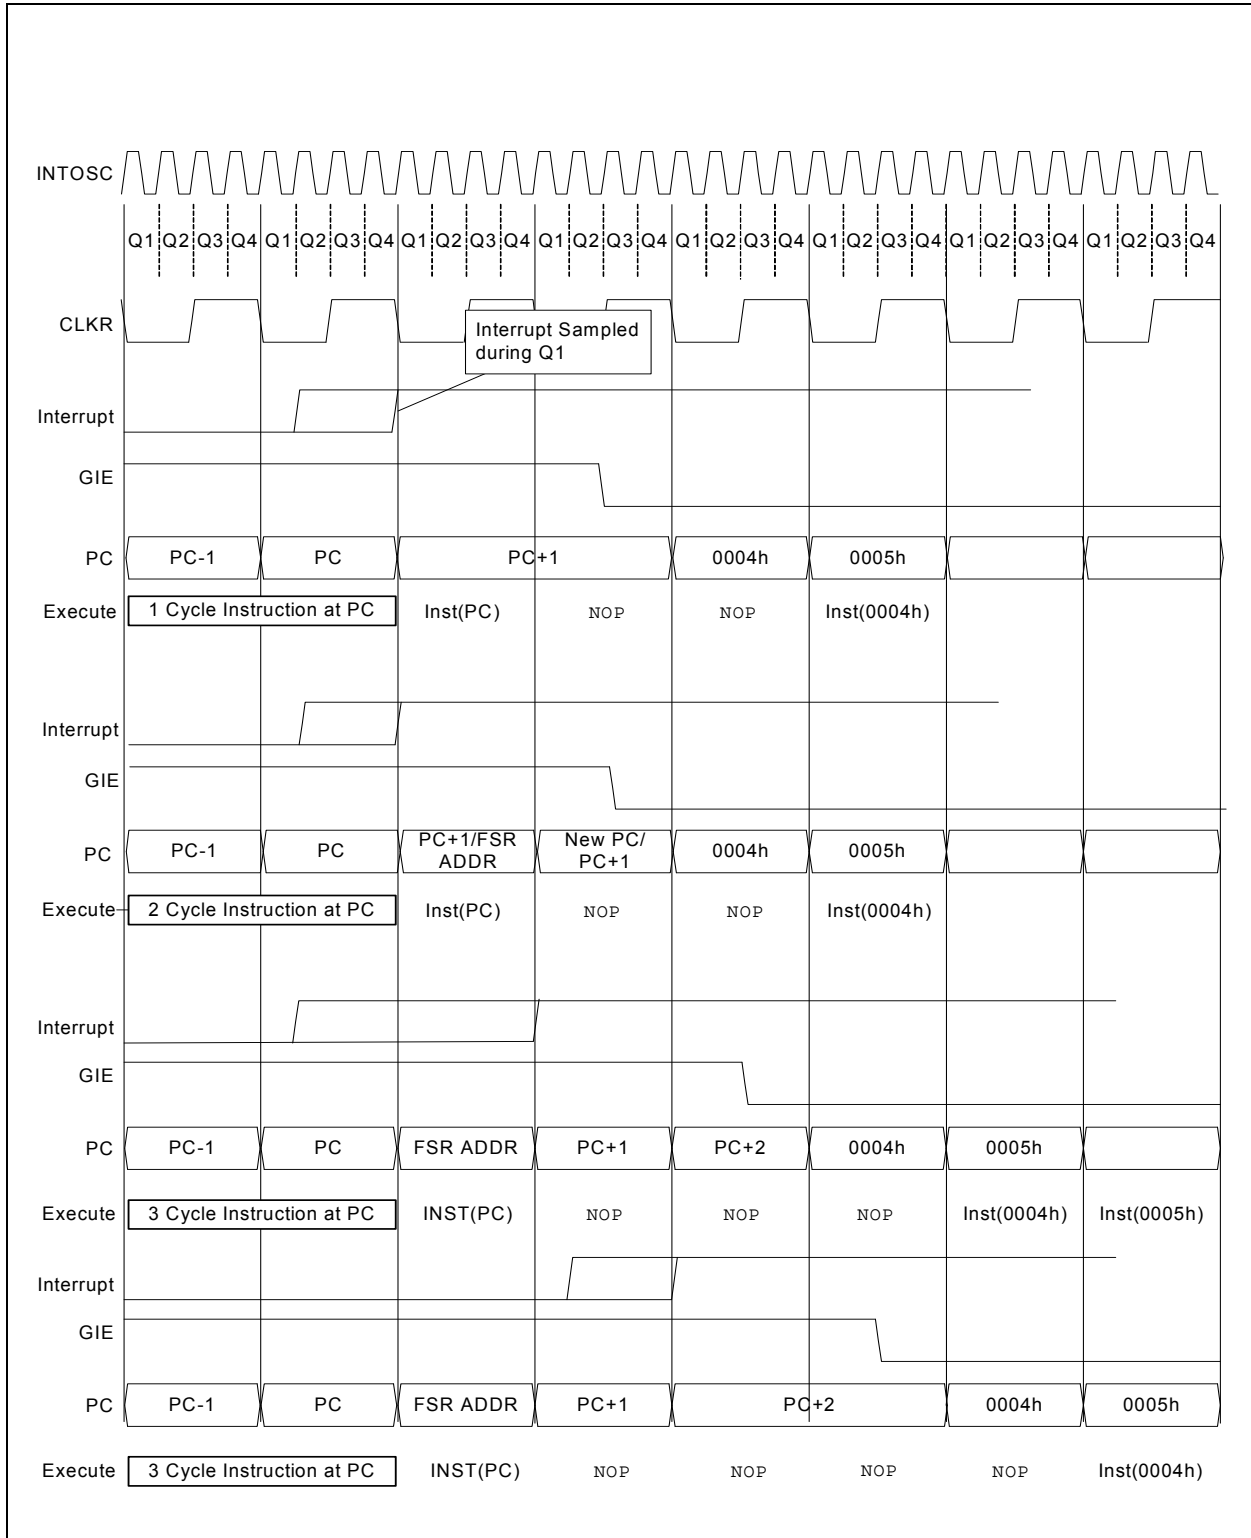 INTOSC
Q1 Q2 Q3 Q4 Q1 Q2 Q3 Q4 Q1 Q2 Q3 Q4 Q1 Q2 Q3 Q4 Q1 Q2 Q3 Q4 Q1 Q2 Q3 Q4 Q1 Q2 Q3 Q4 Q1 Q2 Q3 Q4
CLKR
Interrupt Sampled
during Q1
Interrupt
GIE
PC PC-1 PC PC+1 0004h 0005h
Execute 1 Cycle Instruction at PC Inst(PC) NOP NOP Inst(0004h)
Interrupt
GIE
PC PC-1 PC PC+1/FSR ADDR New PC/ PC+1 0004h 0005h
Execute 2 Cycle Instruction at PC Inst(PC) NOP NOP Inst(0004h)
Interrupt
GIE
PC PC-1 PC FSR ADDR PC+1 PC+2 0004h 0005h
Execute 3 Cycle Instruction at PC INST(PC) NOP NOP NOP Inst(0004h) Inst(0005h)
Interrupt
GIE
PC PC-1 PC FSR ADDR PC+1 PC+2 0004h 0005h
Execute 3 Cycle Instruction at PC INST(PC) NOP NOP NOP NOP Inst(0004h)